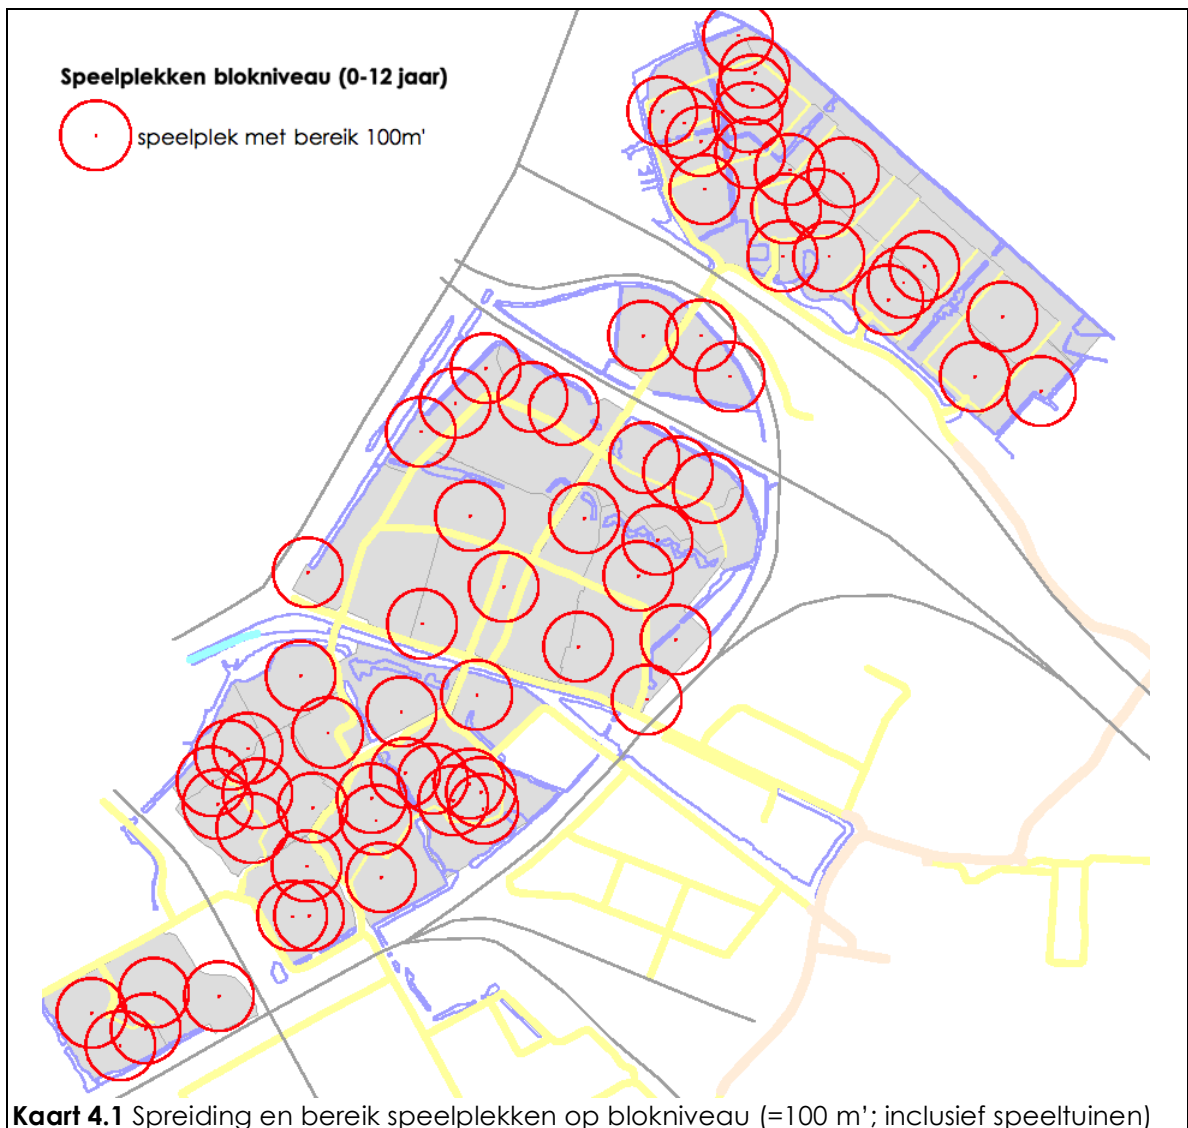 Speelplekken blokniveau (0-12 jaar)
speelplek met bereik 100m'
Kaart 4.1 Spreiding en bereik speelplekken op blokniveau (=100 m'; inclusief speeltuinen)